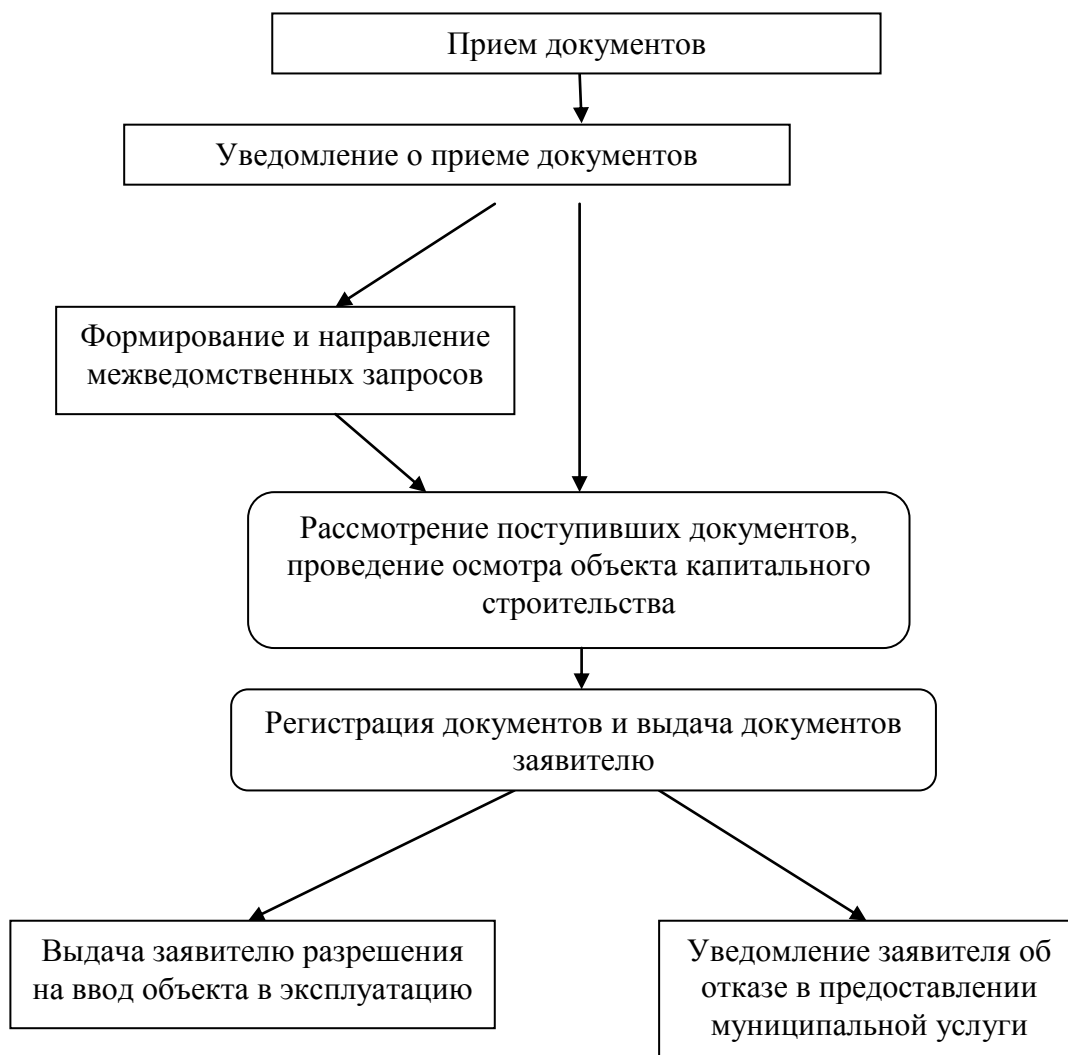 Прием документов
Уведомление о приеме документов
Формирование и направление
межведомственных запросов
Рассмотрение поступивших документов,
проведение осмотра объекта капитального
строительства
Регистрация документов и выдача документов
заявителю
Выдача заявителю разрешения
на ввод объекта в эксплуатацию
Уведомление заявителя об
отказе в предоставлении
муниципальной услуги